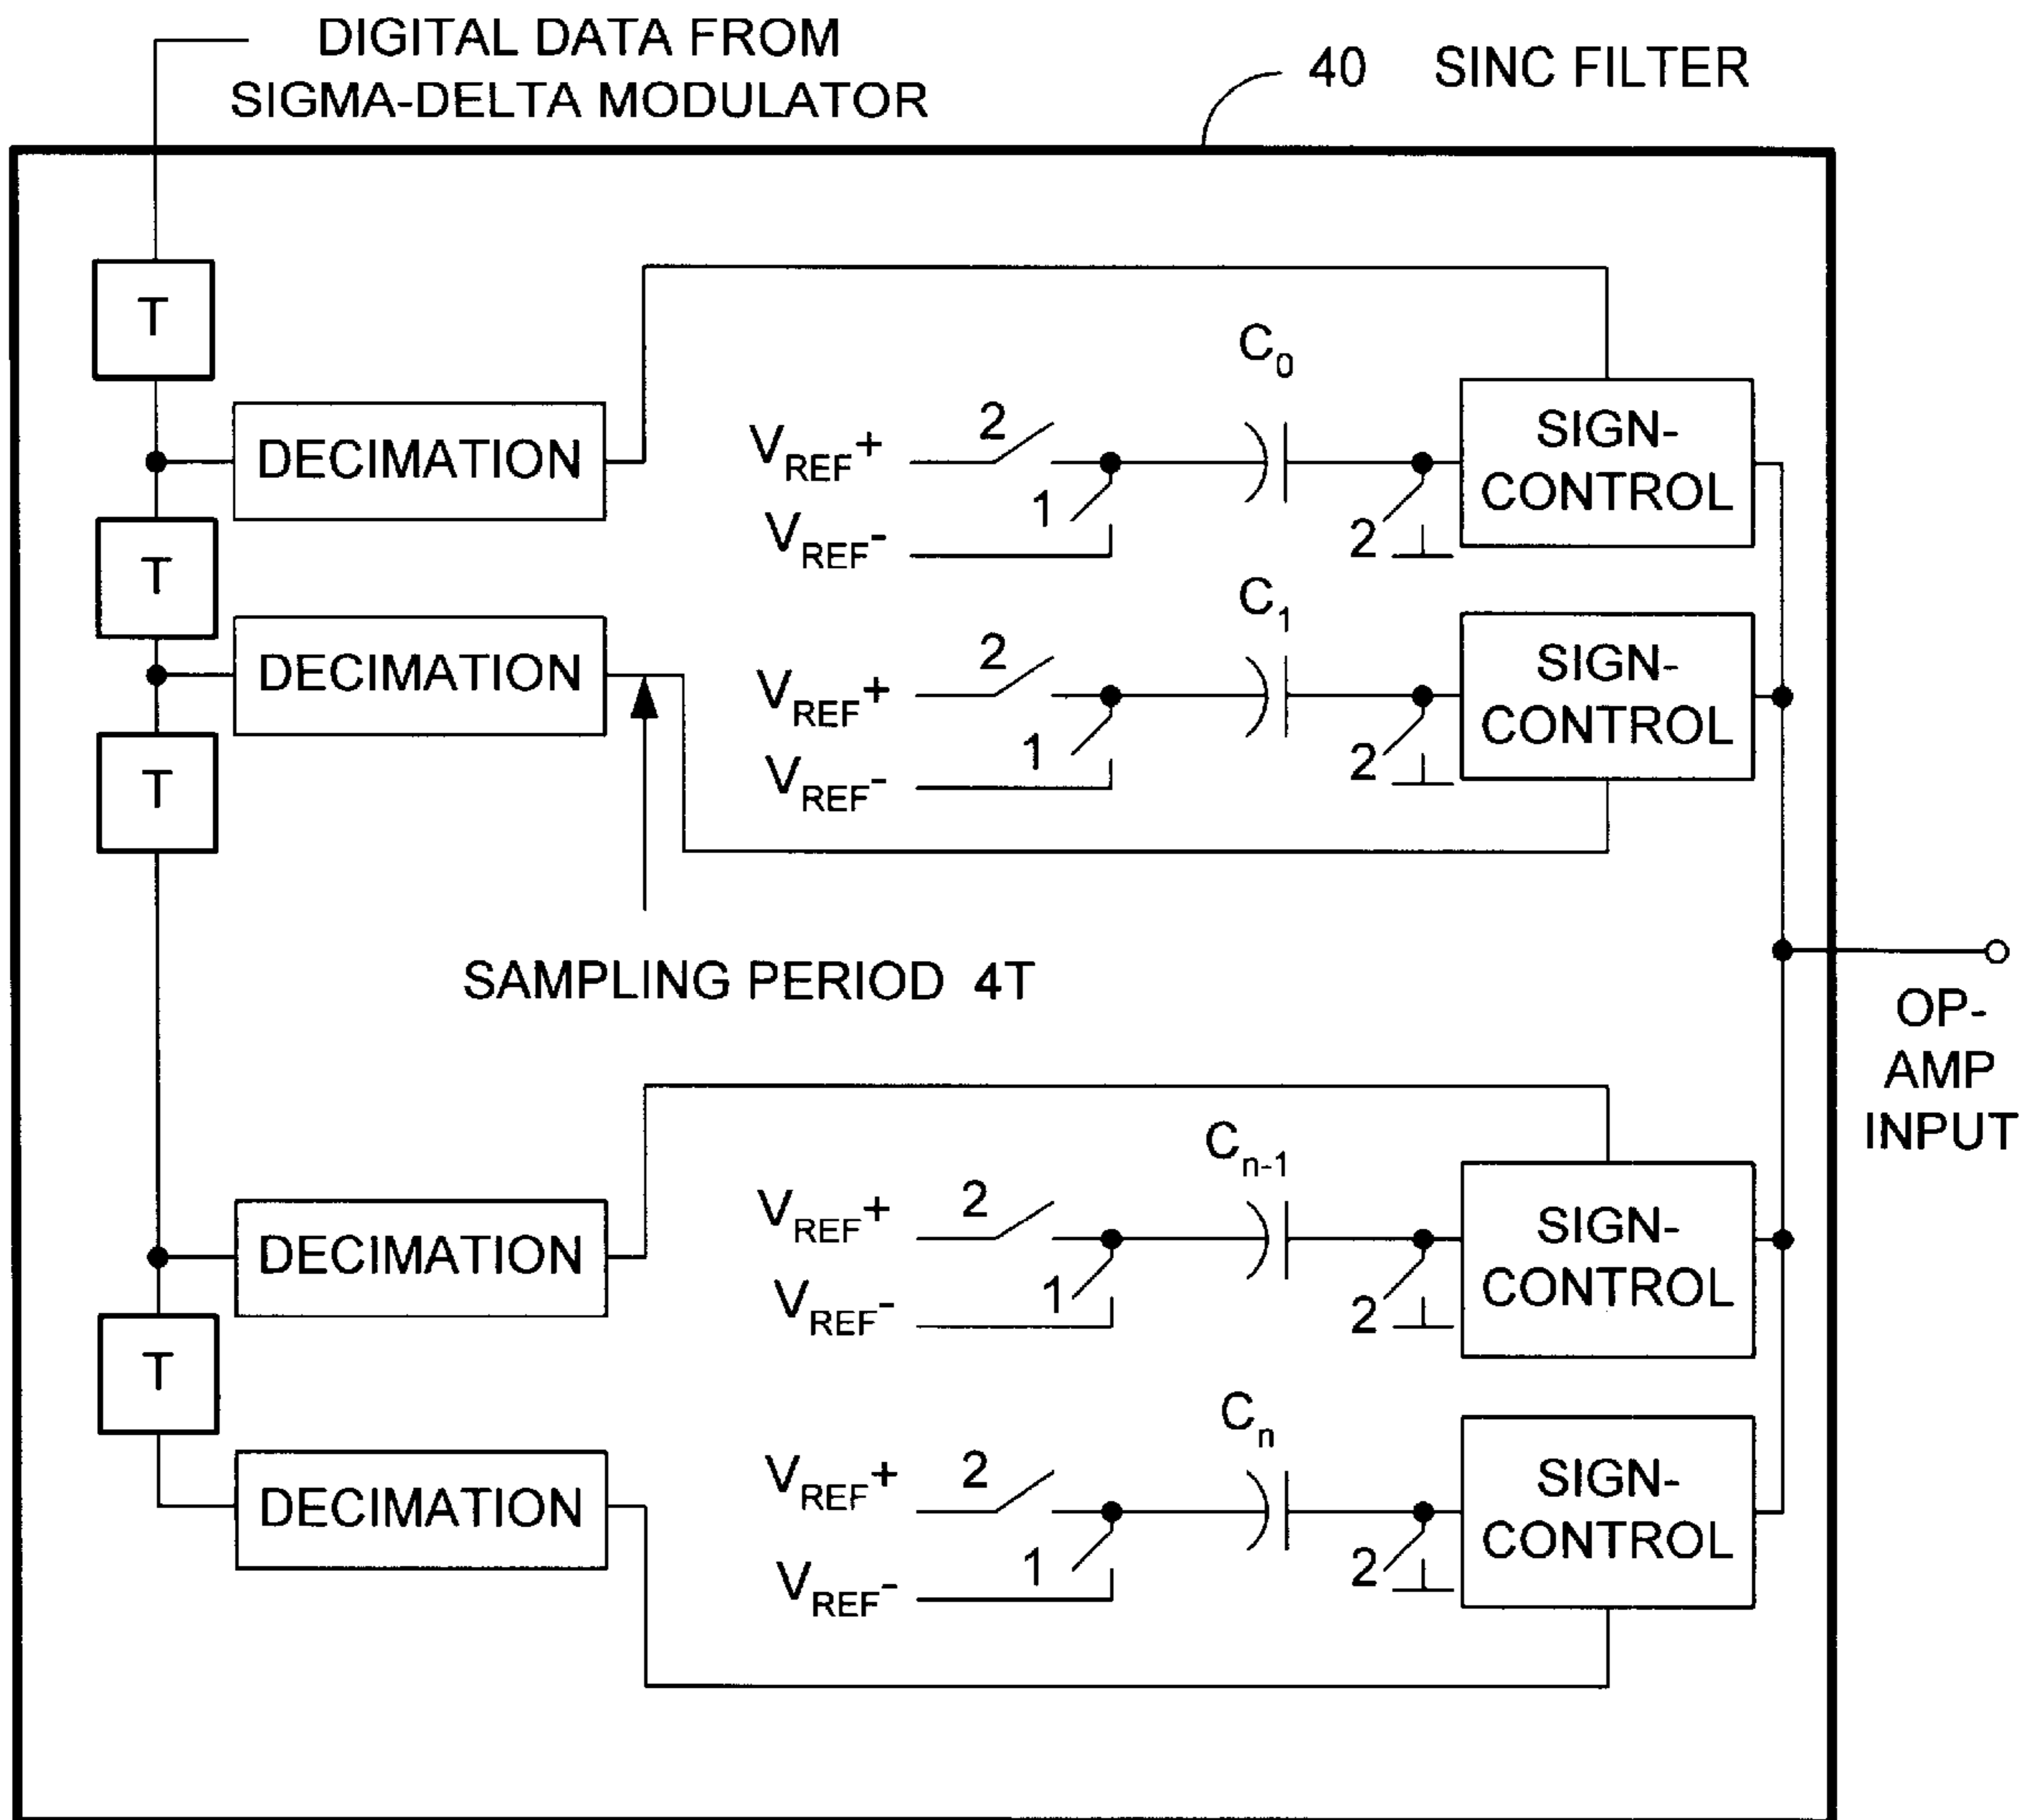 DIGITAL DATA FROM
SIGMA-DELTA MODULATOR
40 SINC FILTER
T
C0
DECIMATION
VREF+
2
1
VREF-
2
SIGN-
CONTROL
T
C1
DECIMATION
VREF+
2
1
VREF-
2
SIGN-
CONTROL
T
SAMPLING PERIOD 4T
OP-
AMP
INPUT
Cn-1
DECIMATION
VREF+
2
1
VREF-
2
SIGN-
CONTROL
T
Cn
DECIMATION
VREF+
2
1
VREF-
2
SIGN-
CONTROL